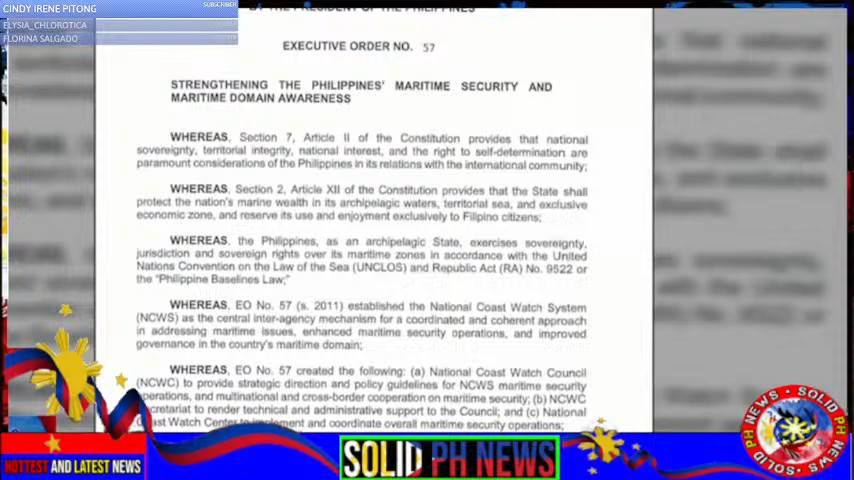 CINDY IRENE PITONG
SUBSCRIBER
ELYSIA_CHLOROTICA
FLORINA SALGADO
BY THE PRESIDENT OF THE PHILIPPINES
EXECUTIVE ORDER NO. 57
STRENGTHENING THE PHILIPPINES' MARITIME SECURITY AND
MARITIME DOMAIN AWARENESS
WHEREAS, Section 7, Article II of the Constitution provides that national
sovereignty, territorial integrity, national interest, and the right to self-determination are
paramount considerations of the Philippines in its relations with the international community;
WHEREAS, Section 2, Article XII of the Constitution provides that the State shall
protect the nation's marine wealth in its archipelagic waters, territorial sea, and exclusive
economic zone, and reserve its use and enjoyment exclusively to Filipino citizens;
WHEREAS, the Philippines, as an archipelagic State, exercises sovereignty,
jurisdiction and sovereign rights over its maritime zones in accordance with the United
Nations Convention on the Law of the Sea (UNCLOS) and Republic Act (RA) No. 9522 or
the "Philippine Baselines Law;"
WHEREAS, EO No. 57 (s. 2011) established the National Coast Watch System
(NCWS) as the central inter-agency mechanism for a coordinated and coherent approach
in addressing maritime issues, enhanced maritime security operations, and improved
governance in the country's maritime domain;
WHEREAS, EO No. 57 created the following: (a) National Coast Watch Council
(NCWC) to provide strategic direction and policy guidelines for NCWS maritime security
operations, and multinational and cross-border cooperation on maritime security; (b) NCWC
Secretariat to render technical and administrative support to the Council; and (c) National
Coast Watch Center to implement and coordinate overall maritime security operations;
HOTTEST AND LATEST NEWS
SOLID PH NEWS
SOLID PH NEWS
SOLID PH NEWS